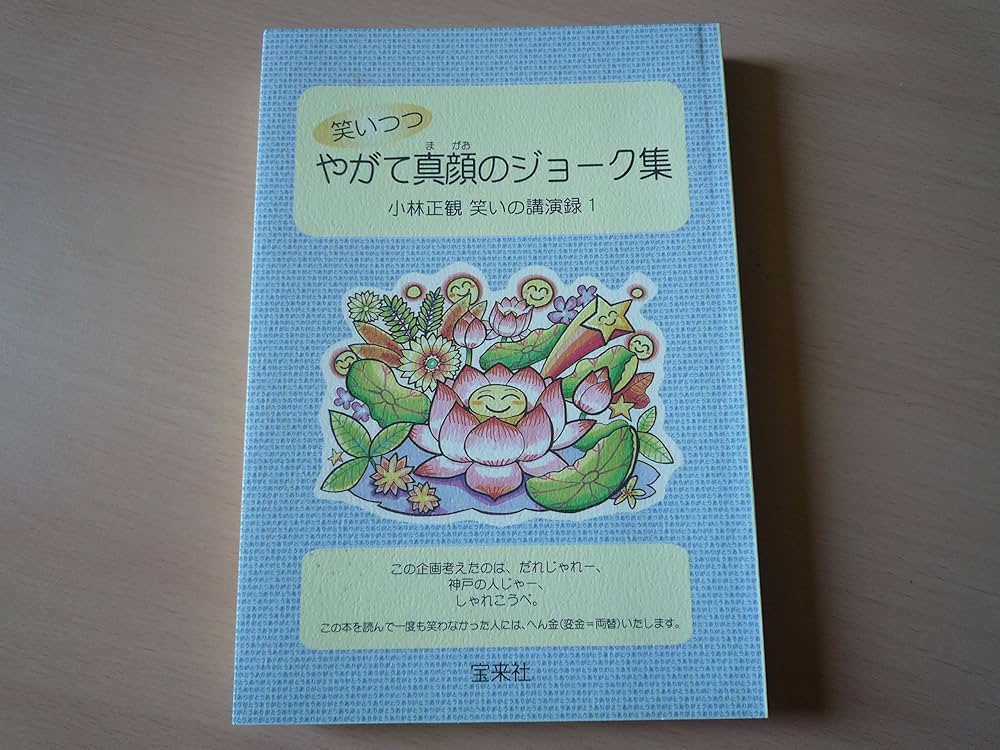 笑いつつ
やがて真顔のジョーク集
ま がお
小林正観 笑いの講演録1
この企画考えたのは、だれじゃれー、
神戸の人じゃー、
しゃれこうべ。
この本を読んで一度も笑わなかった人には、へん金(変金=両替)いたします。
宝来社